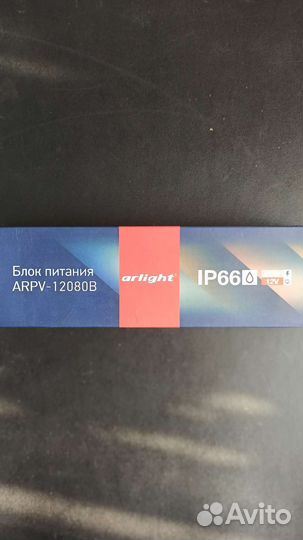 Блок питания
ARPV-12080B
arlight
IP66
12V
Avito